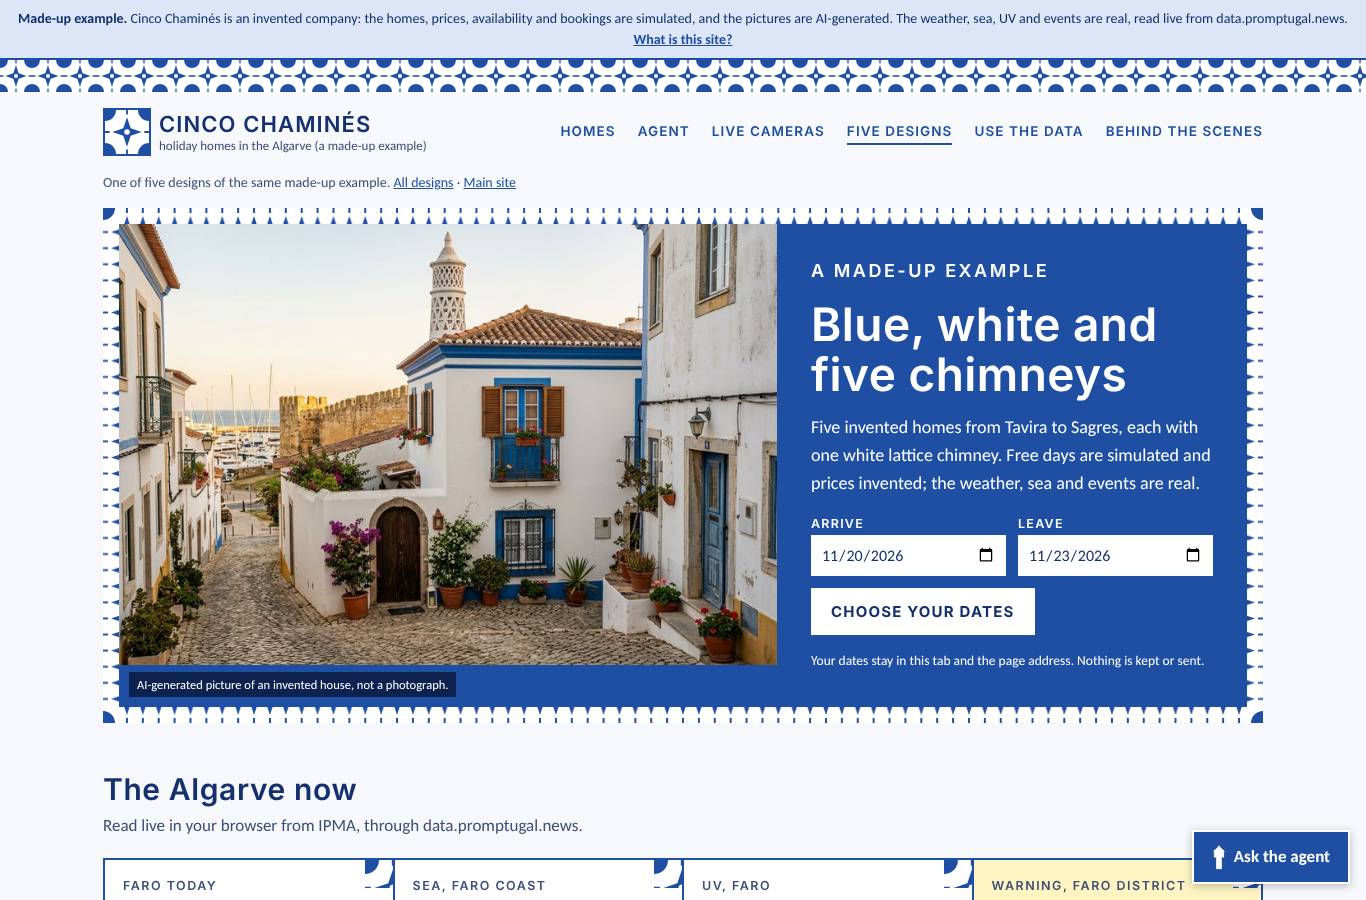 Made-up example. Cinco Chaminés is an invented company: the homes, prices, availability and bookings are simulated, and the pictures are AI-generated. The weather, sea, UV and events are real, read live from data.promptugal.news.
What is this site?
CINCO CHAMINÉS
holiday homes in the Algarve (a made-up example)
HOMES AGENT LIVE CAMERAS FIVE DESIGNS USE THE DATA BEHIND THE SCENES
One of five designs of the same made-up example. All designs · Main site
A MADE-UP EXAMPLE
Blue, white and
five chimneys
Five invented homes from Tavira to Sagres, each with
one white lattice chimney. Free days are simulated and
prices invented; the weather, sea and events are real.
ARRIVE LEAVE
11/20/2026 11/23/2026
CHOOSE YOUR DATES
Your dates stay in this tab and the page address. Nothing is kept or sent.
AI-generated picture of an invented house, not a photograph.
The Algarve now
Read live in your browser from IPMA, through data.promptugal.news.
FARO TODAY SEA, FARO COAST UV, FARO WARNING, FARO DISTRICT
Ask the agent